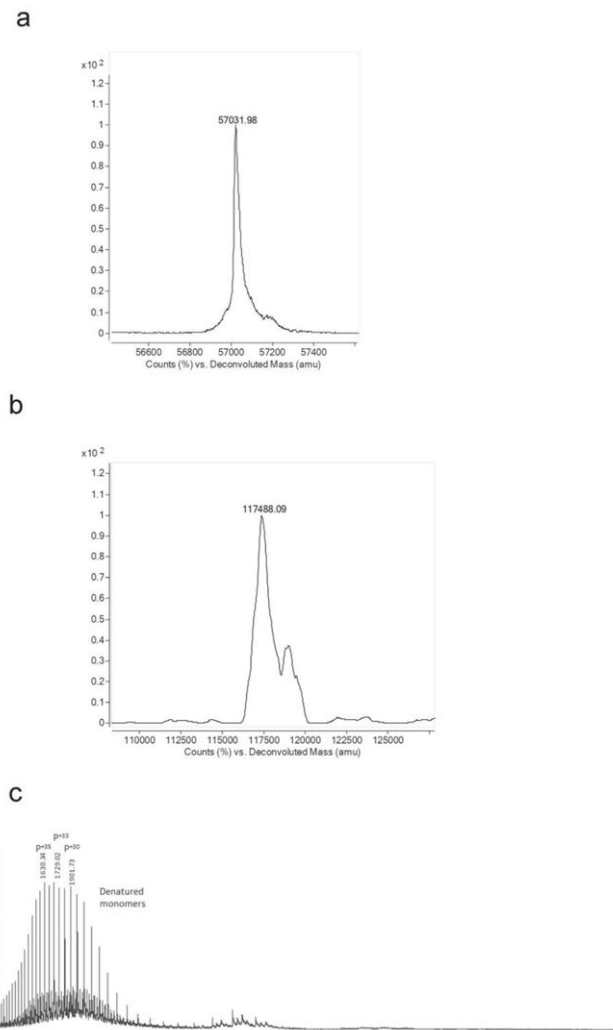 a
x10 2
57031.98
1.2
1.1
1
0.9
0.8
0.7
0.6
0.5
0.4
0.3
0.2
0.1
0
56600 56800 57000 57200 57400
Counts (%) vs. Deconvoluted Mass (amu)
b
x10 2
117488.09
1.2
1.1
1
0.9
0.8
0.7
0.6
0.5
0.4
0.3
0.2
0.1
0
110000 112500 115000 117500 120000 122500 125000
Counts (%) vs. Deconvoluted Mass (amu)
c
p+33
p+35 p+30
1630.34 1729.02 1901.73
Denatured
monomers